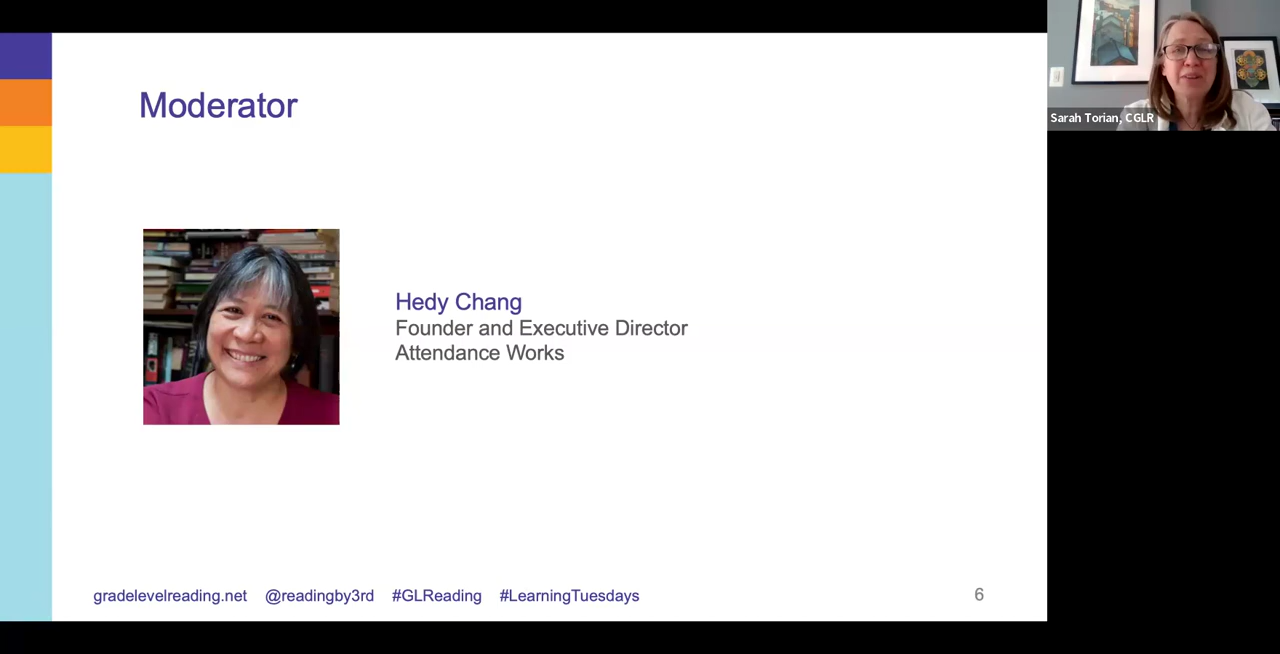 Moderator
Sarah Torian, CGLR
Hedy Chang
Founder and Executive Director
Attendance Works
gradelevelreading.net @readingby3rd #GLReading #LearningTuesdays
6